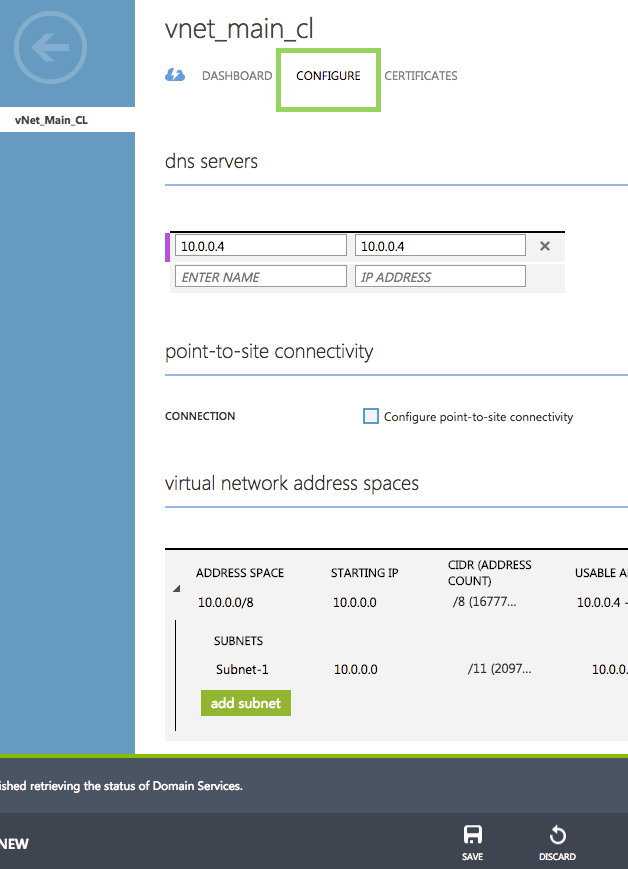 vnet_main_cl
DASHBOARD CONFIGURE CERTIFICATES
vNet_Main_CL
dns servers
10.0.0.4 10.0.0.4
ENTER NAME IP ADDRESS
point-to-site connectivity
CONNECTION Configure point-to-site connectivity
virtual network address spaces
ADDRESS SPACE STARTING IP CIDR (ADDRESS COUNT) USABLE A
10.0.0.0/8 10.0.0.0 /8 (16777... 10.0.0.4 -
SUBNETS
Subnet-1 10.0.0.0 /11 (2097... 10.0.0.
add subnet
ished retrieving the status of Domain Services.
NEW SAVE DISCARD